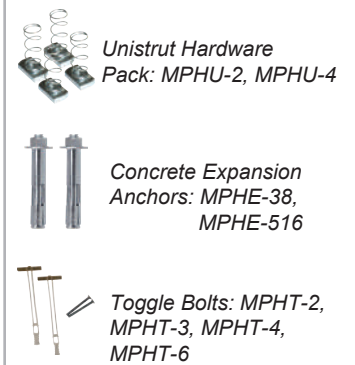 Unistrut Hardware
Pack: MPHU-2, MPHU-4
Concrete Expansion
Anchors: MPHE-38,
MPHE-516
Toggle Bolts: MPHT-2,
MPHT-3, MPHT-4,
MPHT-6